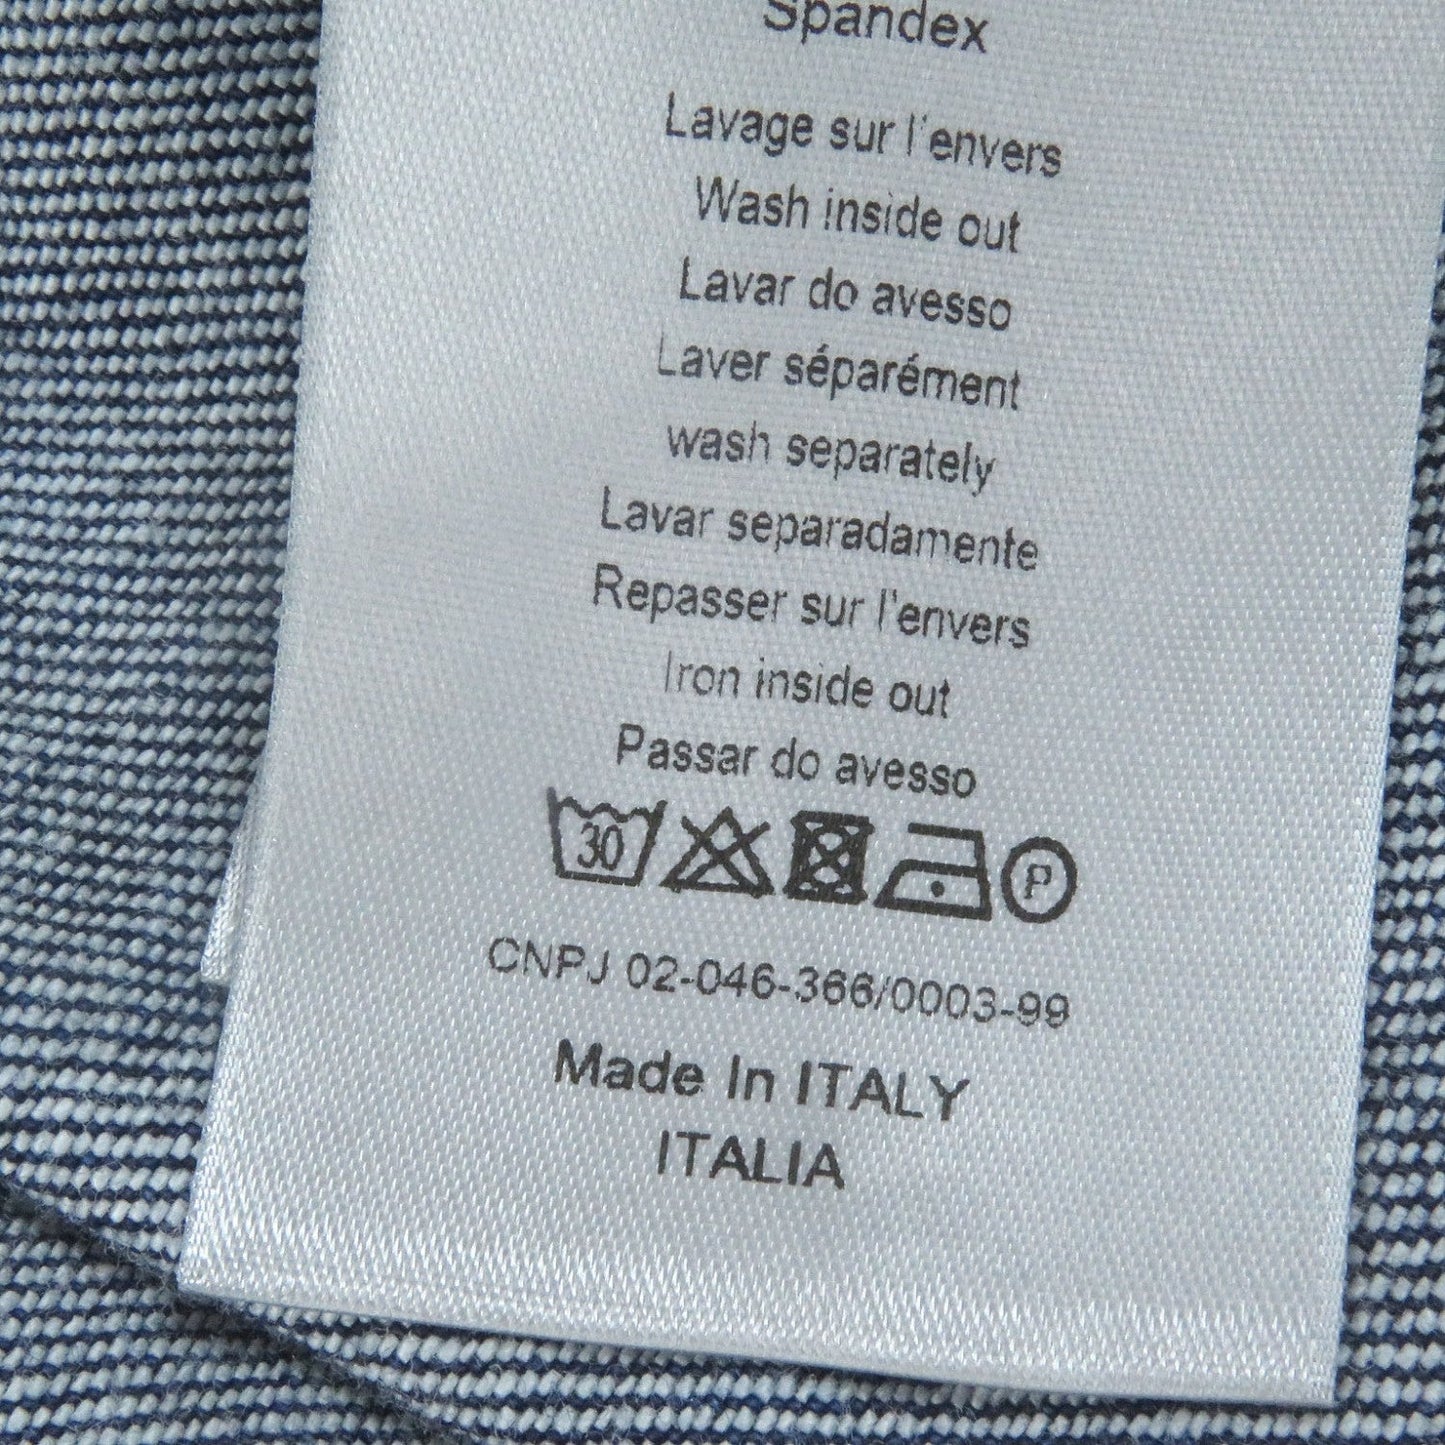 Spandex
Lavage sur l'envers
Wash inside out
Lavar do avesso
Laver séparément
wash separately
Lavar separadamente
Repasser sur l'envers
Iron inside out
Passar do avesso
30 P
CNPJ 02-046-366/0003-99
Made In ITALY
ITALIA